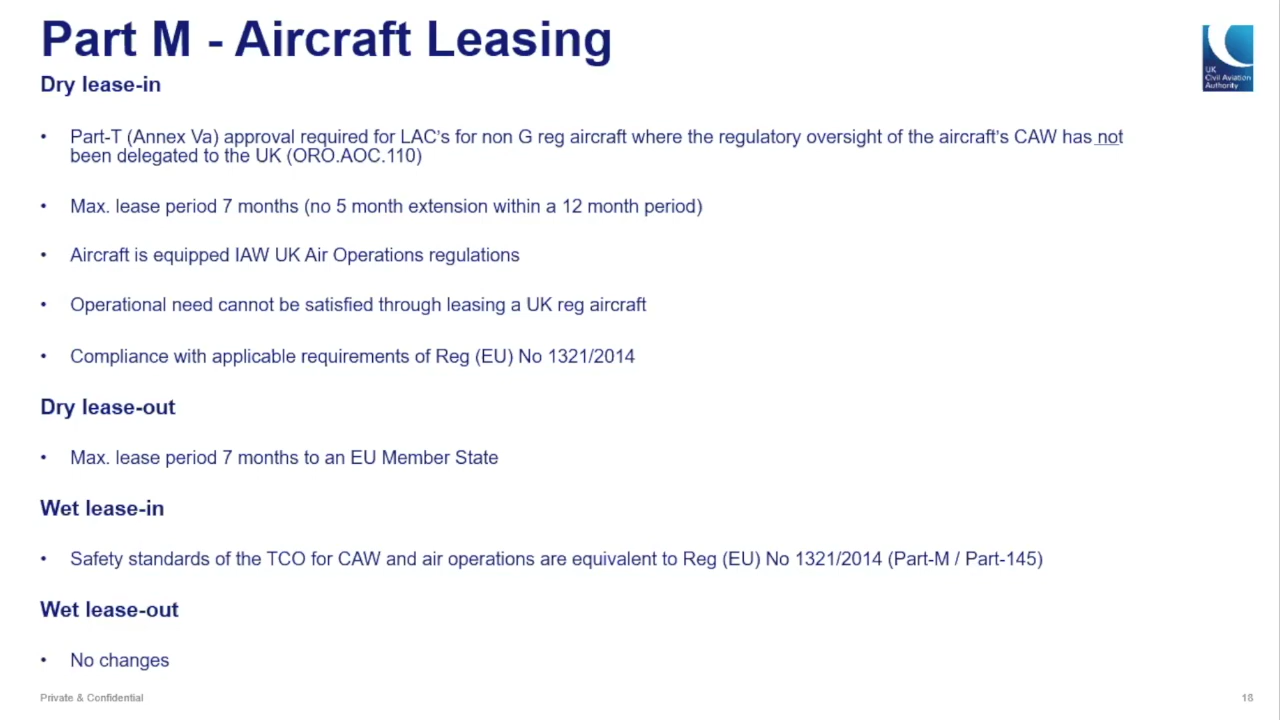 Part M - Aircraft Leasing
UK
Civil Aviation
Authority
Dry lease-in
• Part-T (Annex Va) approval required for LAC's for non G reg aircraft where the regulatory oversight of the aircraft's CAW has not
been delegated to the UK (ORO.AOC.110)
• Max. lease period 7 months (no 5 month extension within a 12 month period)
• Aircraft is equipped IAW UK Air Operations regulations
• Operational need cannot be satisfied through leasing a UK reg aircraft
• Compliance with applicable requirements of Reg (EU) No 1321/2014
Dry lease-out
• Max. lease period 7 months to an EU Member State
Wet lease-in
• Safety standards of the TCO for CAW and air operations are equivalent to Reg (EU) No 1321/2014 (Part-M / Part-145)
Wet lease-out
• No changes
Private & Confidential
18